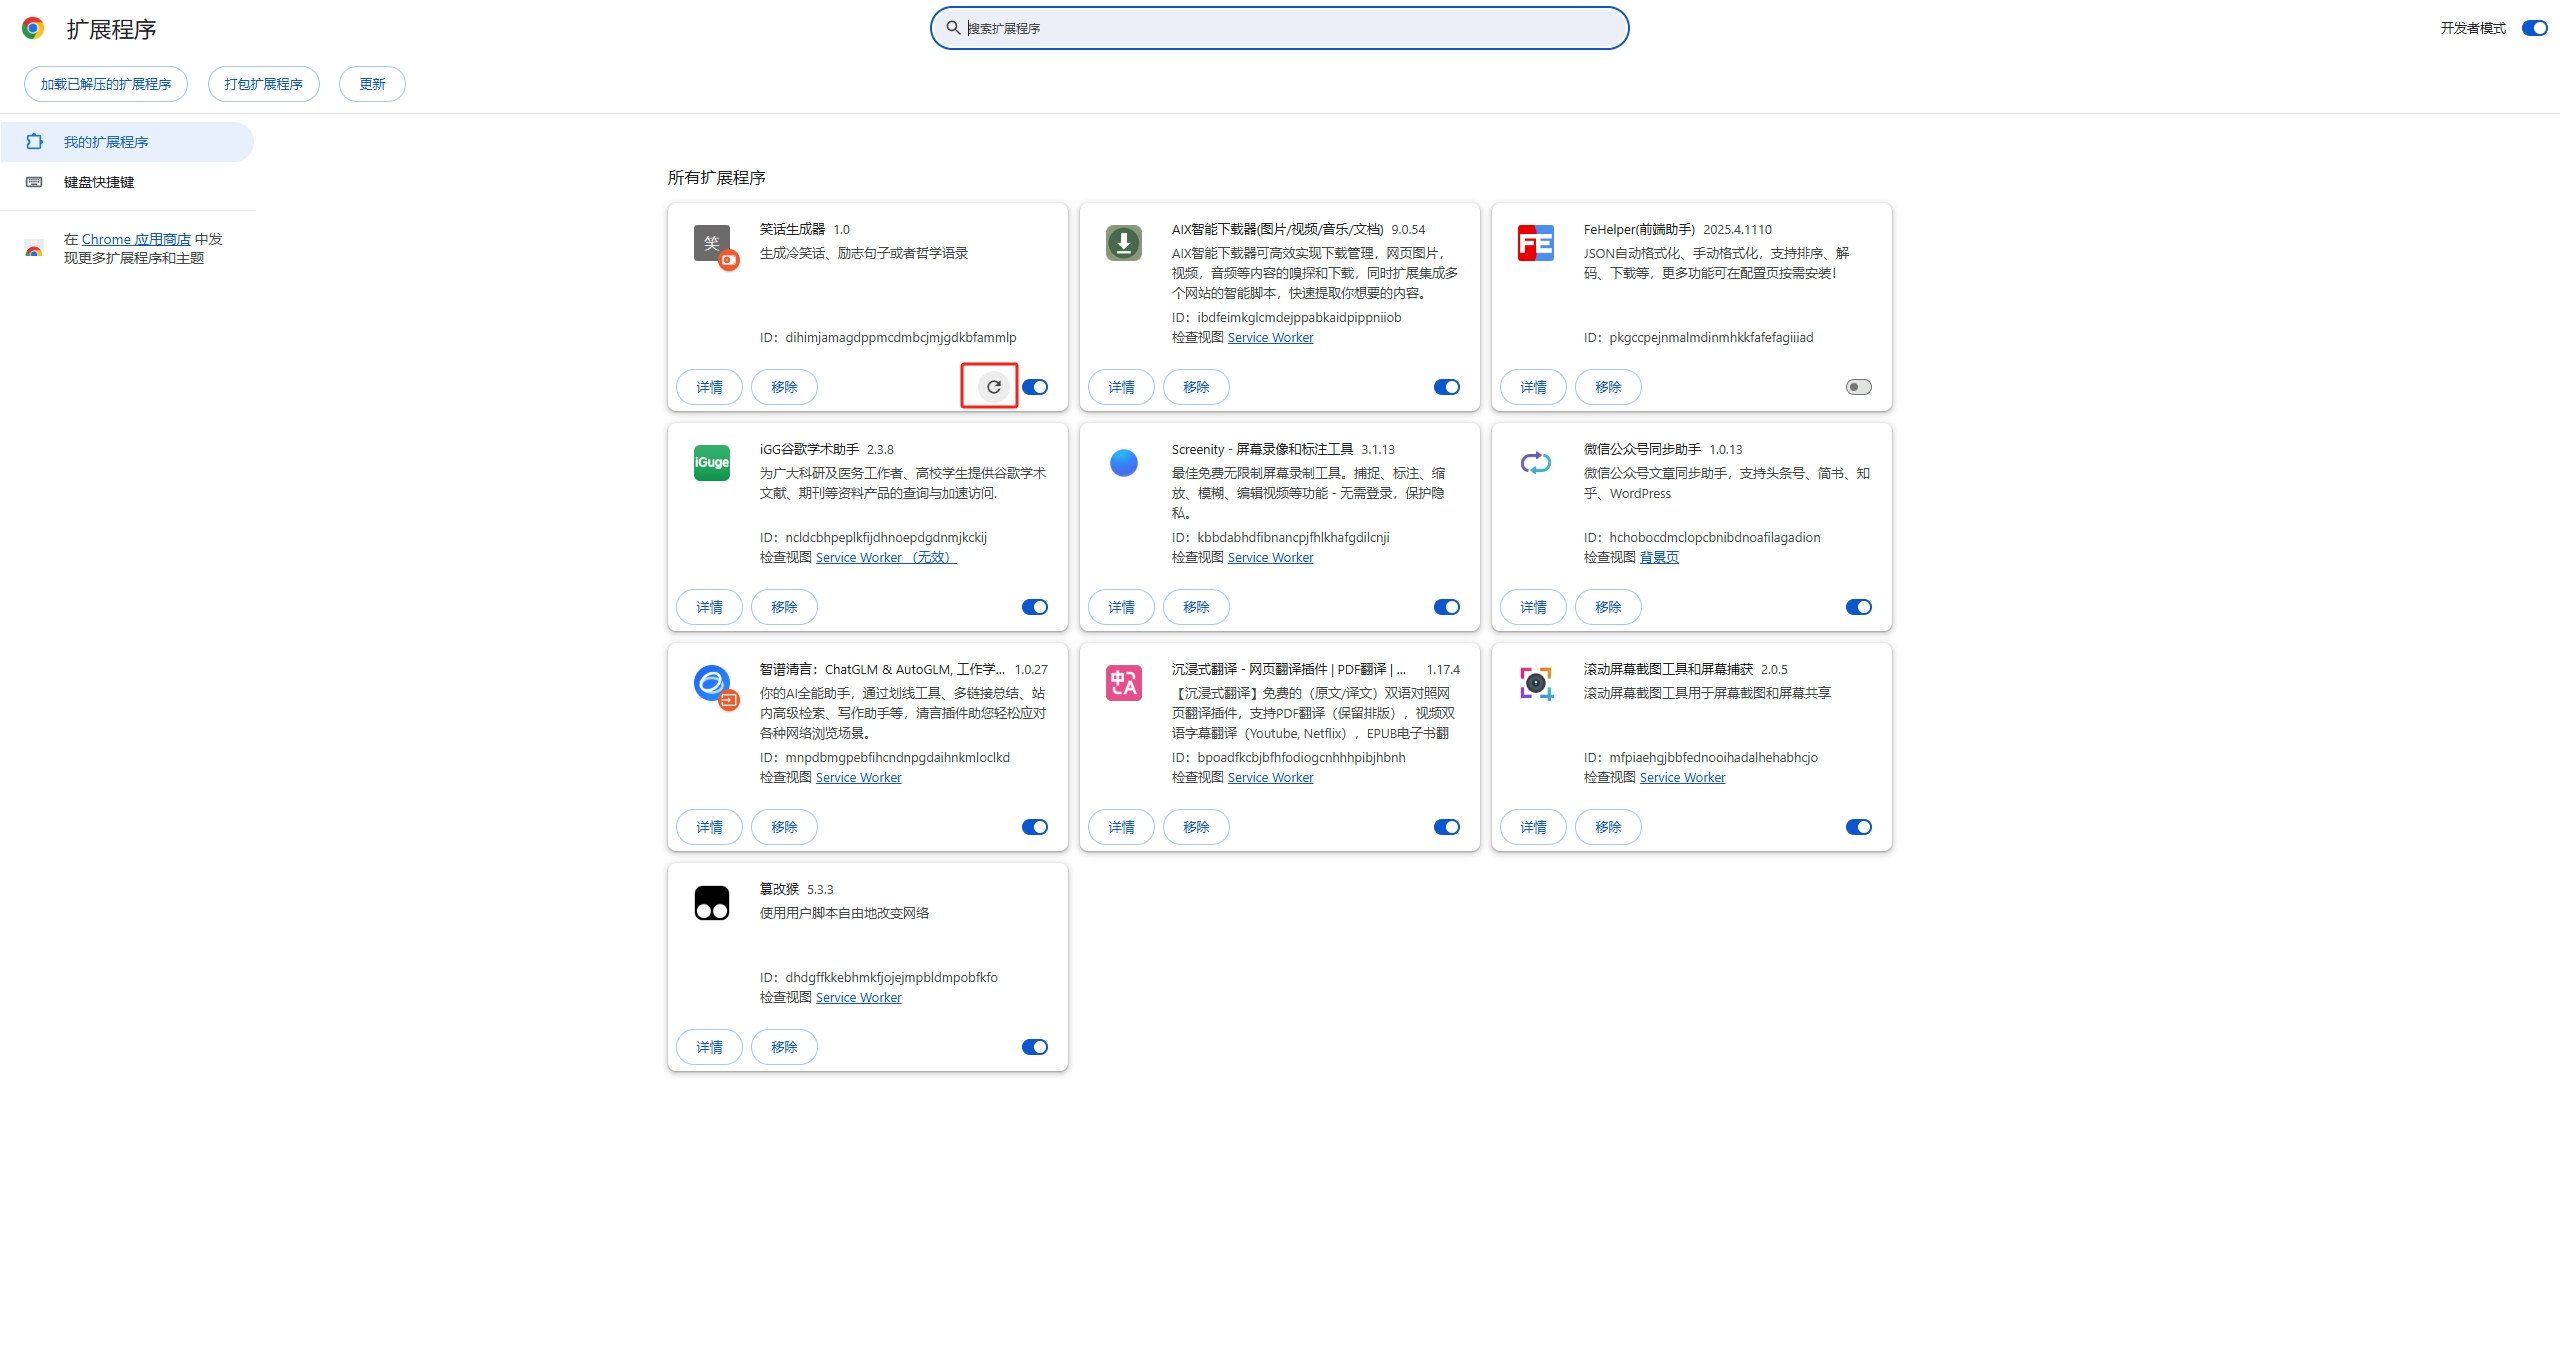 扩展程序
搜索扩展程序
开发者模式
加载已解压的扩展程序
打包扩展程序
更新
我的扩展程序
键盘快捷键
在 Chrome 应用商店 中发
现更多扩展程序和主题
所有扩展程序
笑
笑话生成器 1.0
生成冷笑话、励志句子或者哲学语录
ID：dihimjamagdppmcdmbcjmjgdkbfammlp
详情
移除
AIX智能下载器(图片/视频/音乐/文档) 9.0.54
AIX智能下载器可高效实现下载管理，网页图片，
视频，音频等内容的嗅探和下载，同时扩展集成多
个网站的智能脚本，快速提取你想要的内容。
ID：ibdfeimkglcmdejppabkaidpippniiob
检查视图 Service Worker
详情
移除
FE
FeHelper(前端助手) 2025.4.1110
JSON自动格式化、手动格式化，支持排序、解
码、下载等，更多功能可在配置页按需安装！
ID：pkgccpejnmalmdinmhkkfafefagiiiad
详情
移除
iGuge
iGG谷歌学术助手 2.3.8
为广大科研及医务工作者、高校学生提供谷歌学术
文献、期刊等资料产品的查询与加速访问.
ID：ncldcbhpeplkfijdhnoepdgdnmjkckij
检查视图 Service Worker （无效）
详情
移除
Screenity - 屏幕录像和标注工具 3.1.13
最佳免费无限制屏幕录制工具。捕捉、标注、缩
放、模糊、编辑视频等功能 - 无需登录，保护隐
私。
ID：kbbdabhdfibnancpjfhlkhafgdilcnji
检查视图 Service Worker
详情
移除
微信公众号同步助手 1.0.13
微信公众号文章同步助手，支持头条号、简书、知
乎、WordPress
ID：hchobocdmclopcbnibdnoafilagadion
检查视图 背景页
详情
移除
智谱清言：ChatGLM & AutoGLM, 工作学... 1.0.27
你的AI全能助手，通过划线工具、多链接总结、站
内高级检索、写作助手等，清言插件助您轻松应对
各种网络浏览场景。
ID：mnpdbmgpebfihcndnpgdaihnkmloclkd
检查视图 Service Worker
详情
移除
中A
沉浸式翻译 - 网页翻译插件 | PDF翻译 | ... 1.17.4
【沉浸式翻译】免费的（原文/译文）双语对照网
页翻译插件，支持PDF翻译（保留排版），视频双
语字幕翻译（Youtube, Netflix），EPUB电子书翻
ID：bpoadfkcbjbfhfodiogcnhhhpibjhbnh
检查视图 Service Worker
详情
移除
滚动屏幕截图工具和屏幕捕获 2.0.5
滚动屏幕截图工具用于屏幕截图和屏幕共享
ID：mfpiaehgjbbfednooihadalhehabhcjo
检查视图 Service Worker
详情
移除
篡改猴 5.3.3
使用用户脚本自由地改变网络
ID：dhdgffkkebhmkfjojejmpbldmpobfkfo
检查视图 Service Worker
详情
移除